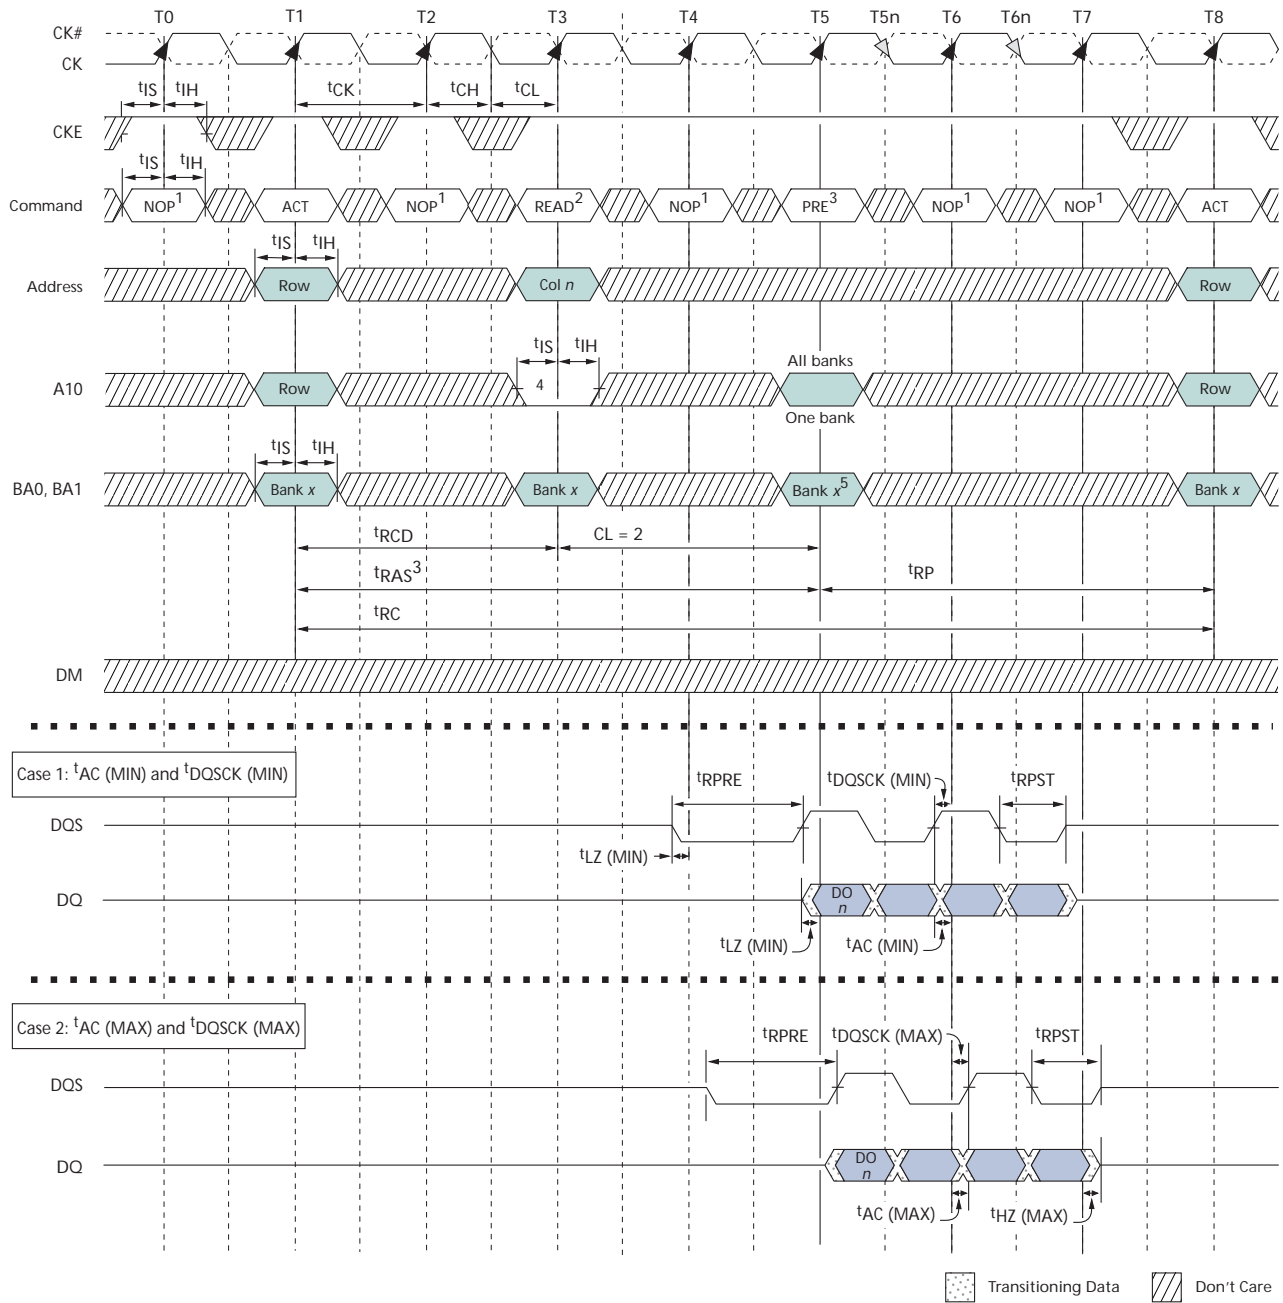 T0 T1 T2 T3 T4 T5 T5n T6 T6n T7 T8
CK#
CK
tIS tIH tCK tCH tCL
CKE
tIS tIH
Command NOP1 ACT NOP1 READ2 NOP1 PRE3 NOP1 NOP1 ACT
tIS tIH
Address Row Col n Row
tIS tIH All banks
A10 Row 4 Row
One bank
tIS tIH
BA0, BA1 Bank x Bank x Bank x5 Bank x
tRCD CL = 2
tRAS3 tRP
tRC
DM
Case 1: tAC (MIN) and tDQSCK (MIN)
tRPRE tDQSCK (MIN) tRPST
DQS
tLZ (MIN)
DQ DO n
tLZ (MIN) tAC (MIN)
Case 2: tAC (MAX) and tDQSCK (MAX)
tRPRE tDQSCK (MAX) tRPST
DQS
DQ DO n
tAC (MAX) tHZ (MAX)
Transitioning Data Don't Care